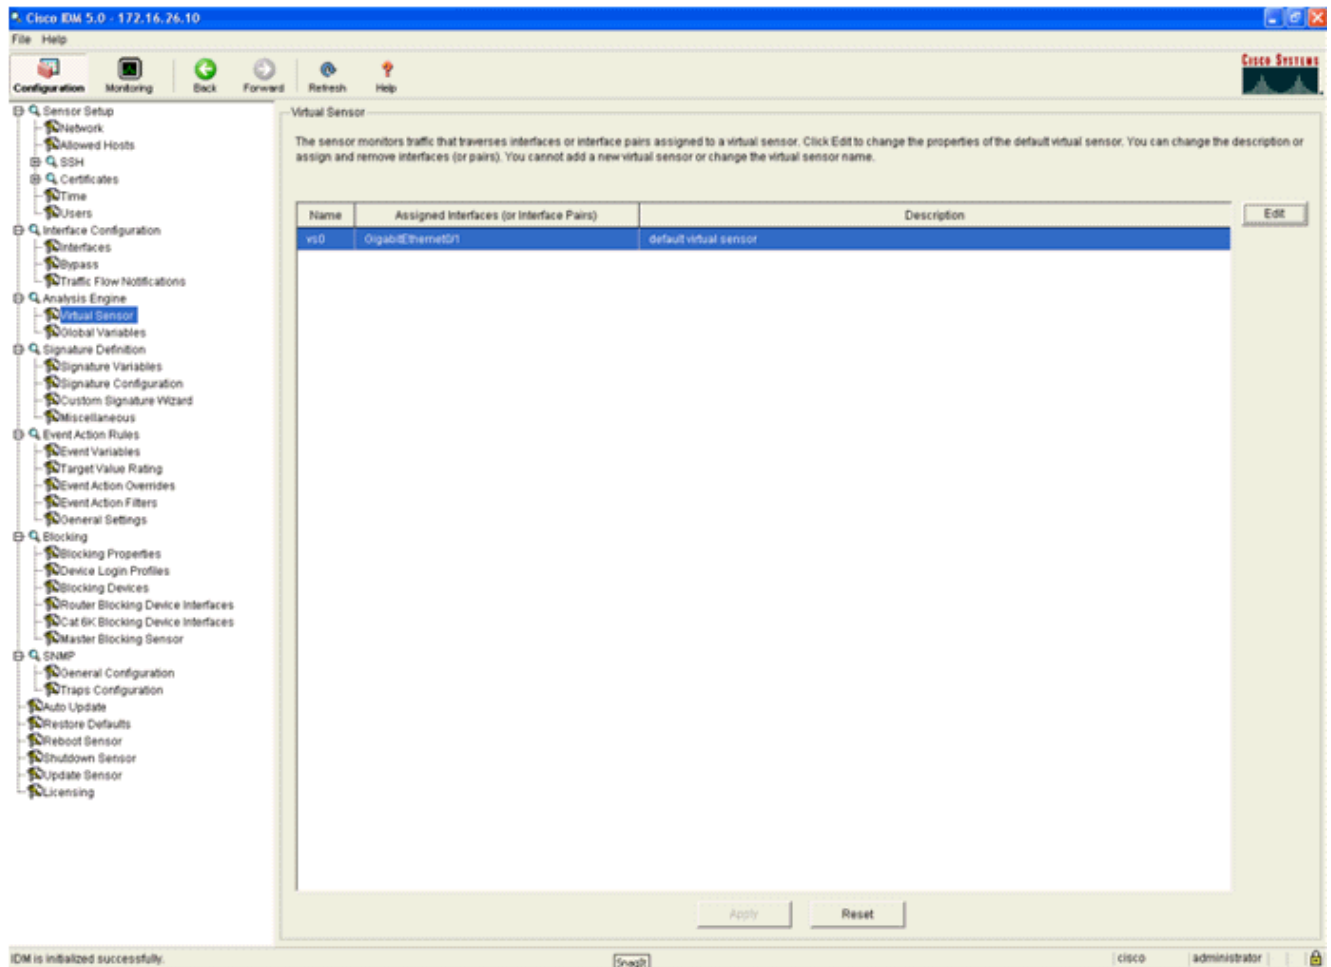 Cisco IDM 5.0 - 172.16.26.10
File Help
Configuration Monitoring Back Forward Refresh Help
Cisco Systems
Sensor Setup
Network
Allowed Hosts
SSH
Certificates
Time
Users
Interface Configuration
Interfaces
Bypass
Traffic Flow Notifications
Analysis Engine
Virtual Sensor
Global Variables
Signature Definition
Signature Variables
Signature Configuration
Custom Signature Wizard
Miscellaneous
Event Action Rules
Event Variables
Target Value Rating
Event Action Overrides
Event Action Filters
General Settings
Blocking
Blocking Properties
Device Login Profiles
Blocking Devices
Router Blocking Device Interfaces
Cat 6K Blocking Device Interfaces
Master Blocking Sensor
SNMP
General Configuration
Traps Configuration
Auto Update
Restore Defaults
Reboot Sensor
Shutdown Sensor
Update Sensor
Licensing
Virtual Sensor
The sensor monitors traffic that traverses interfaces or interface pairs assigned to a virtual sensor. Click Edit to change the properties of the default virtual sensor. You can change the description or
assign and remove interfaces (or pairs). You cannot add a new virtual sensor or change the virtual sensor name.
Name Assigned Interfaces (or Interface Pairs) Description
vs0 GigabitEthernet0/1 default virtual sensor
Edit
Apply Reset
IDM is initialized successfully.
SnagIt
cisco administrator